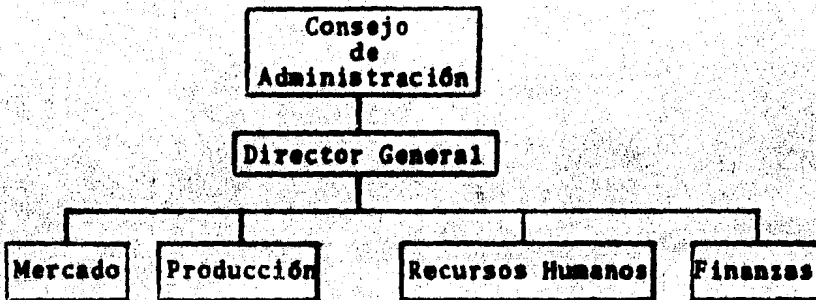 Consejo
de
Administración
Director General
Mercado Producción Recursos Humanos Finanzas